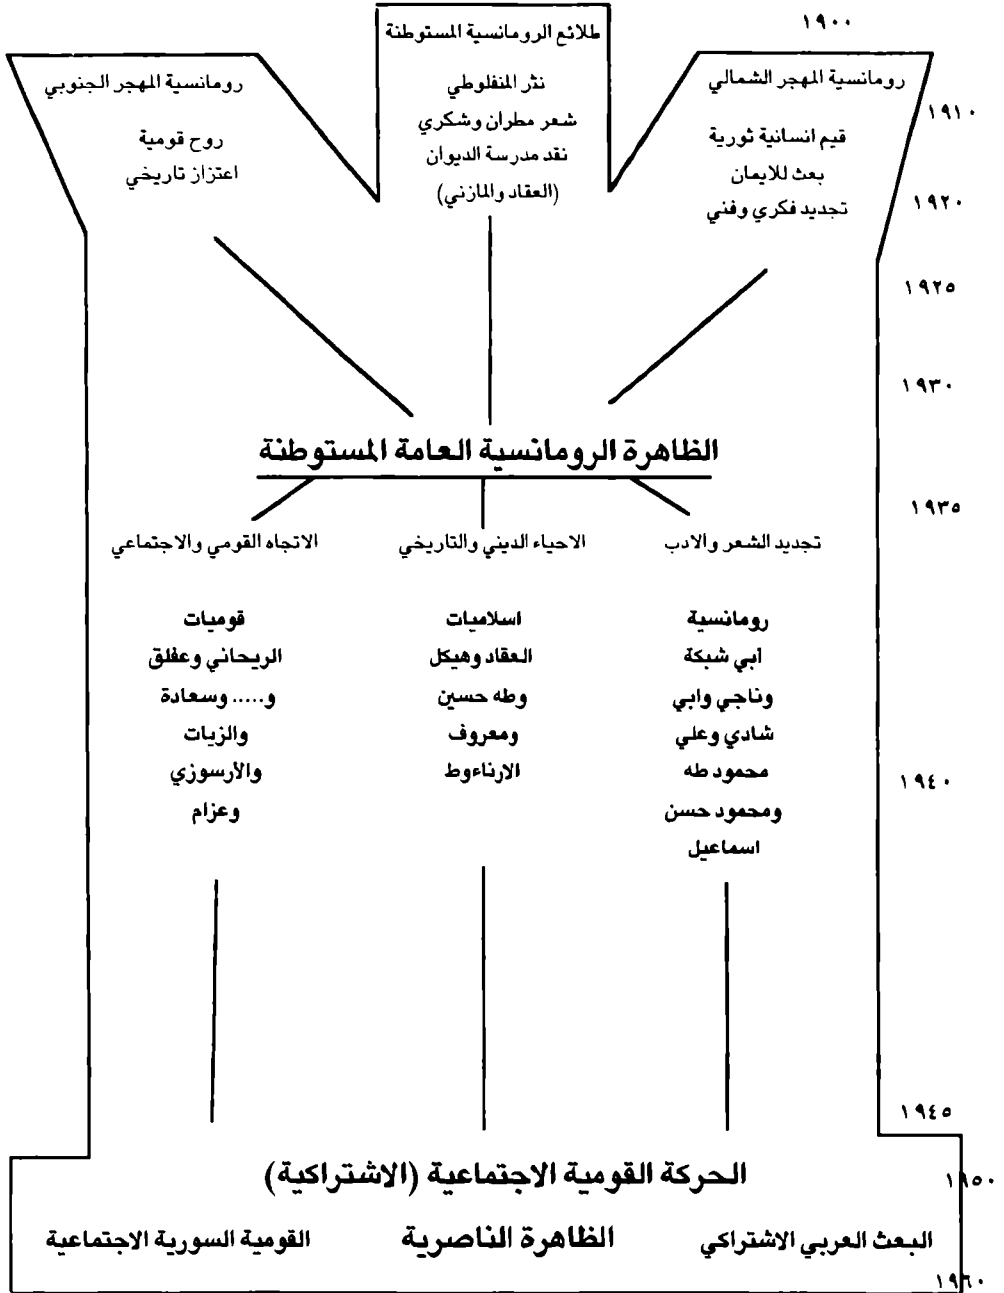 ١٩٠٠
طلائع الرومانسية المستوطنة
نثر المنفلوطي
شعر مطران وشكري
نقد مدرسة الديوان
(العقاد والمازني)
رومانسية المهجر الشمالي
قيم انسانية ثورية
بعث للايمان
تجديد فكري وفني
رومانسية المهجر الجنوبي
روح قومية
اعتزاز تاريخي
١٩١٠
١٩٢٠
١٩٢٥
١٩٣٠
الظاهرة الرومانسية العامة المستوطنة
١٩٣٥
تجديد الشعر والادب
رومانسية
أبي شبكة
وناجي وابي
شادي وعلي
محمود طه
ومحمود حسن
اسماعيل
الاحياء الديني والتاريخي
اسلاميات
العقاد وهيكل
وطه حسين
ومعروف
الارناءوط
الاتجاه القومي والاجتماعي
قوميات
الريحاني وعفلق
و..... وسعادة
والزيات
والأرسوزي
وعزام
١٩٤٠
١٩٤٥
الحركة القومية الاجتماعية (الاشتراكية)
١٩٥٠
البعث العربي الاشتراكي
الظاهرة الناصرية
القومية السورية الاجتماعية
١٩٦٠